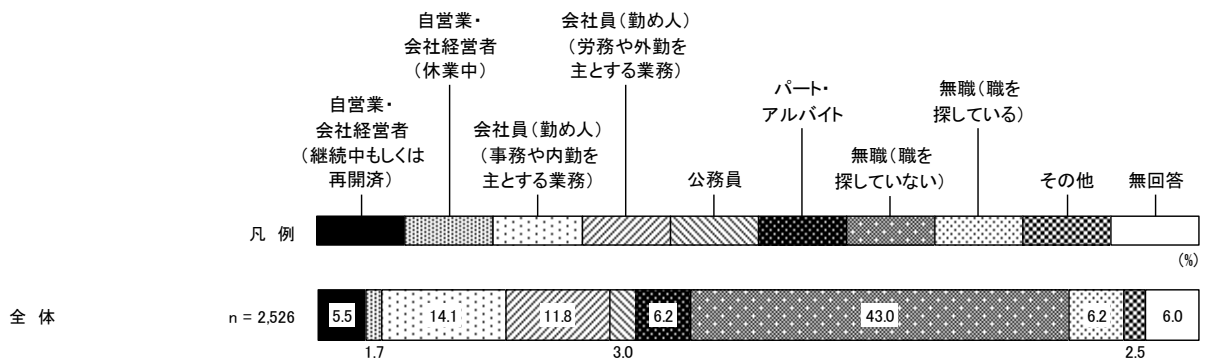 自営業・
会社経営者
（休業中）
会社員（勤め人）
（労務や外勤を
主とする業務）
自営業・
会社経営者
（継続中もしくは
再開済）
会社員（勤め人）
（事務や内勤を
主とする業務）
公務員
パート・
アルバイト
無職（職を
探していない）
無職（職を
探している）
その他
無回答
凡 例
(%)
全 体
n = 2,526
5.5
1.7
14.1
11.8
3.0
6.2
43.0
6.2
2.5
6.0